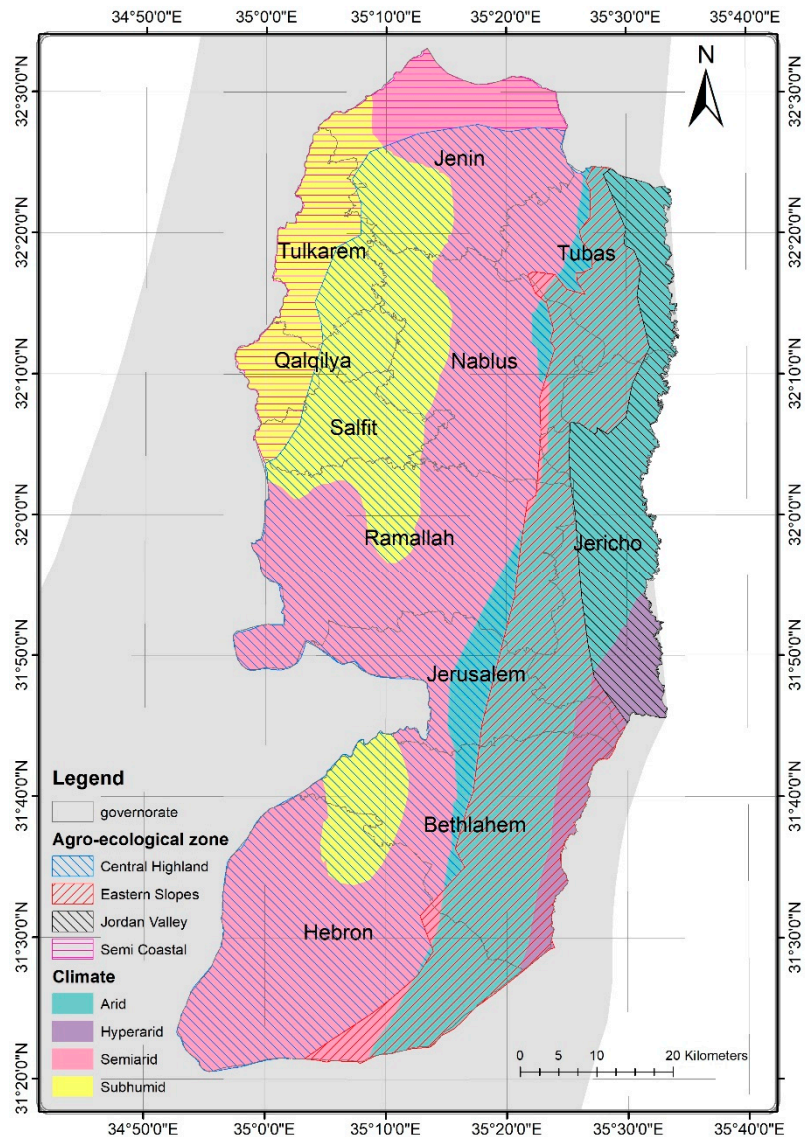 34°50'0"E 35°0'0"E 35°10'0"E 35°20'0"E 35°30'0"E 35°40'0"E
N
32°30'0"N 32°30'0"N
Jenin
32°20'0"N 32°20'0"N
Tulkarem Tubas
32°10'0"N 32°10'0"N
Qalqilya Nablus
Salfit
32°0'0"N 32°0'0"N
Ramallah Jericho
31°50'0"N 31°50'0"N
Jerusalem
31°40'0"N 31°40'0"N
Bethlahem
31°30'0"N 31°30'0"N
Hebron
31°20'0"N 31°20'0"N
Legend
governorate
Agro-ecological zone
Central Highland
Eastern Slopes
Jordan Valley
Semi Coastal
Climate
Arid
Hyperarid
Semiarid
Subhumid
0 5 10 20 Kilometers
34°50'0"E 35°0'0"E 35°10'0"E 35°20'0"E 35°30'0"E 35°40'0"E